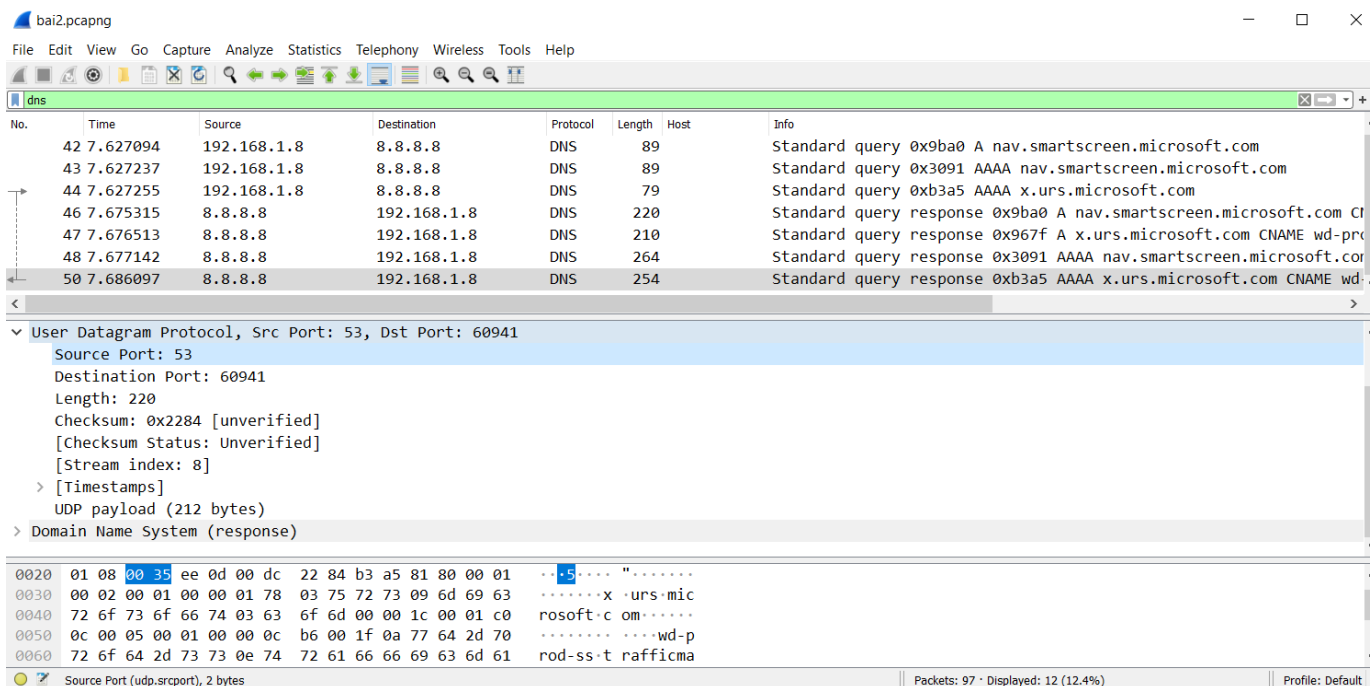 bai2.pcapng
File Edit View Go Capture Analyze Statistics Telephony Wireless Tools Help
dns
No. Time Source Destination Protocol Length Host Info
42 7.627094 192.168.1.8 8.8.8.8 DNS 89 Standard query 0x9ba0 A nav.smartscreen.microsoft.com
43 7.627237 192.168.1.8 8.8.8.8 DNS 89 Standard query 0x3091 AAAA nav.smartscreen.microsoft.com
44 7.627255 192.168.1.8 8.8.8.8 DNS 79 Standard query 0xb3a5 AAAA x.urs.microsoft.com
46 7.675315 8.8.8.8 192.168.1.8 DNS 220 Standard query response 0x9ba0 A nav.smartscreen.microsoft.com
47 7.676513 8.8.8.8 192.168.1.8 DNS 210 Standard query response 0x967f A x.urs.microsoft.com CNAME wd-pro
48 7.677142 8.8.8.8 192.168.1.8 DNS 264 Standard query response 0x3091 AAAA nav.smartscreen.microsoft.com
50 7.686097 8.8.8.8 192.168.1.8 DNS 254 Standard query response 0xb3a5 AAAA x.urs.microsoft.com CNAME wd-
User Datagram Protocol, Src Port: 53, Dst Port: 60941
Source Port: 53
Destination Port: 60941
Length: 220
Checksum: 0x2284 [unverified]
[Checksum Status: Unverified]
[Stream index: 8]
[Timestamps]
UDP payload (212 bytes)
Domain Name System (response)
0020 01 08 00 35 ee 0d 00 dc 22 84 b3 a5 81 80 00 01 ···5···· "·······
0030 00 02 00 01 00 00 01 78 03 75 72 73 09 6d 69 63 ·······x ·urs·mic
0040 72 6f 73 6f 66 74 03 63 6f 6d 00 00 1c 00 01 c0 rosoft·c om······
0050 0c 00 05 00 01 00 00 0c b6 00 1f 0a 77 64 2d 70 ········ ····wd-p
0060 72 6f 64 2d 73 73 0e 74 72 61 66 66 69 63 6d 61 rod-ss·t rafficma
Source Port (udp.srcport), 2 bytes Packets: 97 · Displayed: 12 (12.4%) Profile: Default